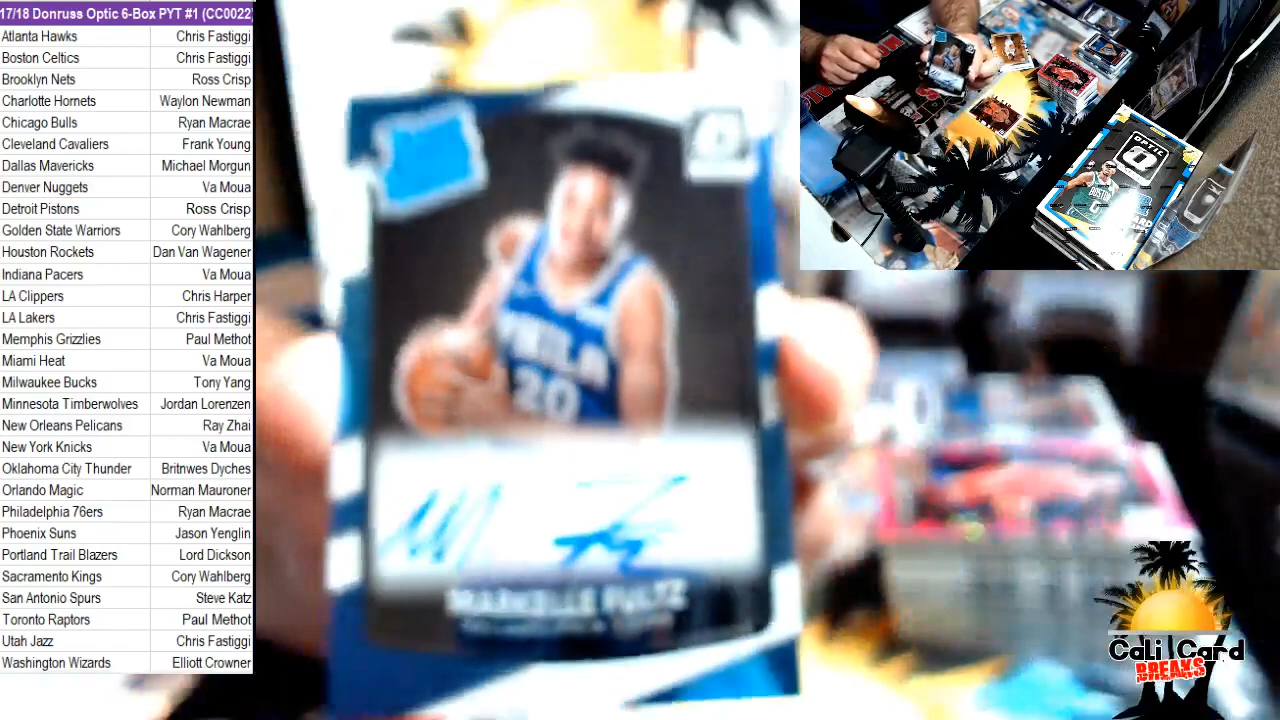 17/18 Donruss Optic 6-Box PYT #1 (CC0022)
Atlanta Hawks Chris Fastiggi
Boston Celtics Chris Fastiggi
Brooklyn Nets Ross Crisp
Charlotte Hornets Waylon Newman
Chicago Bulls Ryan Macrae
Cleveland Cavaliers Frank Young
Dallas Mavericks Michael Morgun
Denver Nuggets Va Moua
Detroit Pistons Ross Crisp
Golden State Warriors Cory Wahlberg
Houston Rockets Dan Van Wagener
Indiana Pacers Va Moua
LA Clippers Chris Harper
LA Lakers Chris Fastiggi
Memphis Grizzlies Paul Methot
Miami Heat Va Moua
Milwaukee Bucks Tony Yang
Minnesota Timberwolves Jordan Lorenzen
New Orleans Pelicans Ray Zhai
New York Knicks Va Moua
Oklahoma City Thunder Britnwes Dyches
Orlando Magic Norman Mauroner
Philadelphia 76ers Ryan Macrae
Phoenix Suns Jason Yenglin
Portland Trail Blazers Lord Dickson
Sacramento Kings Cory Wahlberg
San Antonio Spurs Steve Katz
Toronto Raptors Paul Methot
Utah Jazz Chris Fastiggi
Washington Wizards Elliott Crowner
PHILA
20
MARKELLE FULTZ
OPTIC
Cali Card
BREAKS